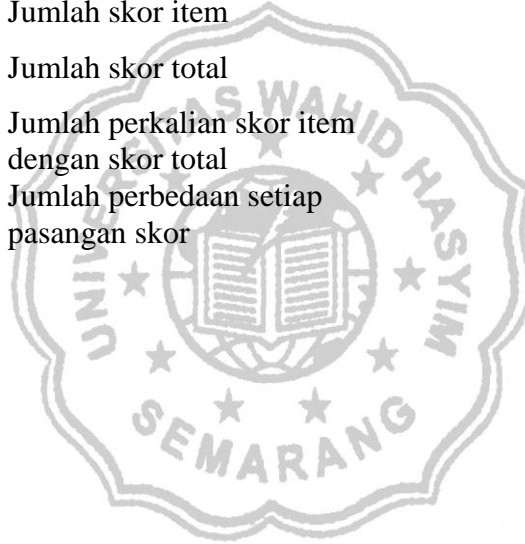 Jumlah skor item
Jumlah skor total
Jumlah perkalian skor item
dengan skor total
Jumlah perbedaan setiap
pasangan skor
UNIVERSITAS WAHID HASYIM
SEMARANG